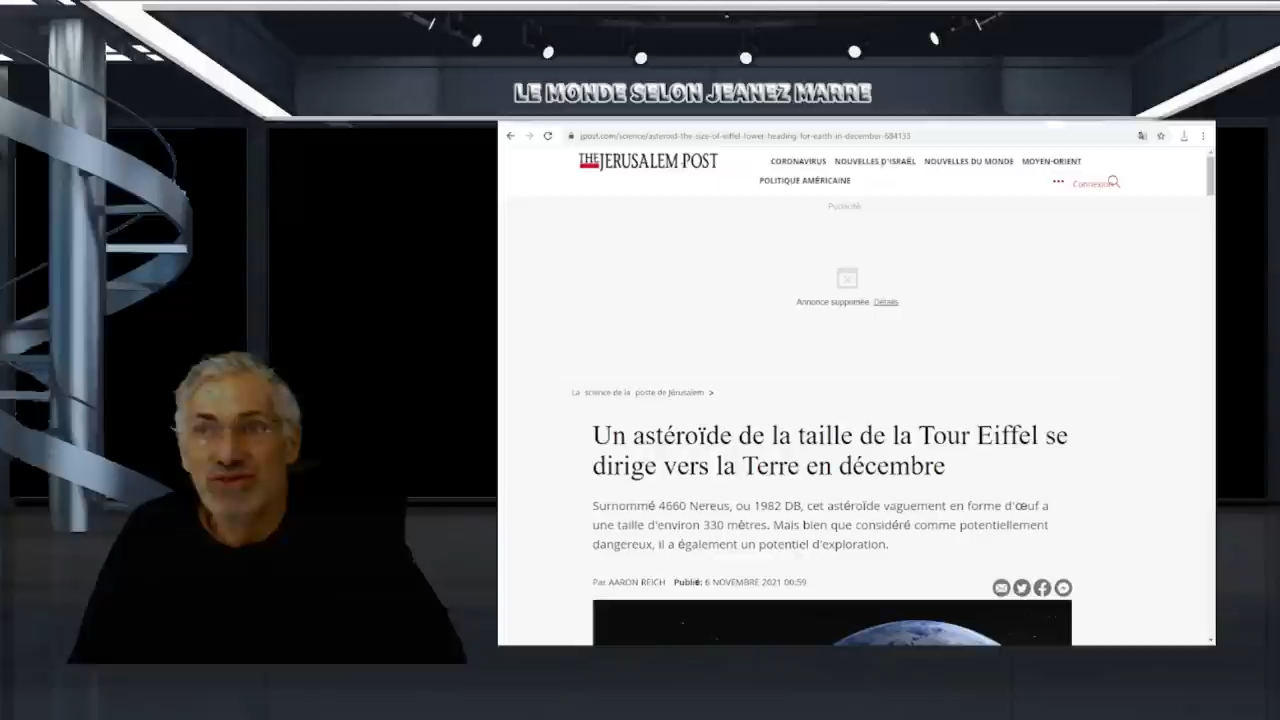 LE MONDE SELON JEANEZ MARRE
jpost.com/science/asteroid-the-size-of-eiffel-tower-heading-for-earth-in-december-684133
THE JERUSALEM POST
CORONAVIRUS NOUVELLES D'ISRAËL NOUVELLES DU MONDE MOYEN-ORIENT
POLITIQUE AMÉRICAINE
Connexion
Publicité
Annonce supprimée. Détails
La science de la poste de Jérusalem >
Un astéroïde de la taille de la Tour Eiffel se
dirige vers la Terre en décembre
Surnommé 4660 Nereus, ou 1982 DB, cet astéroïde vaguement en forme d'œuf a
une taille d'environ 330 mètres. Mais bien que considéré comme potentiellement
dangereux, il a également un potentiel d'exploration.
Par AARON REICH Publié: 6 NOVEMBRE 2021 00:59